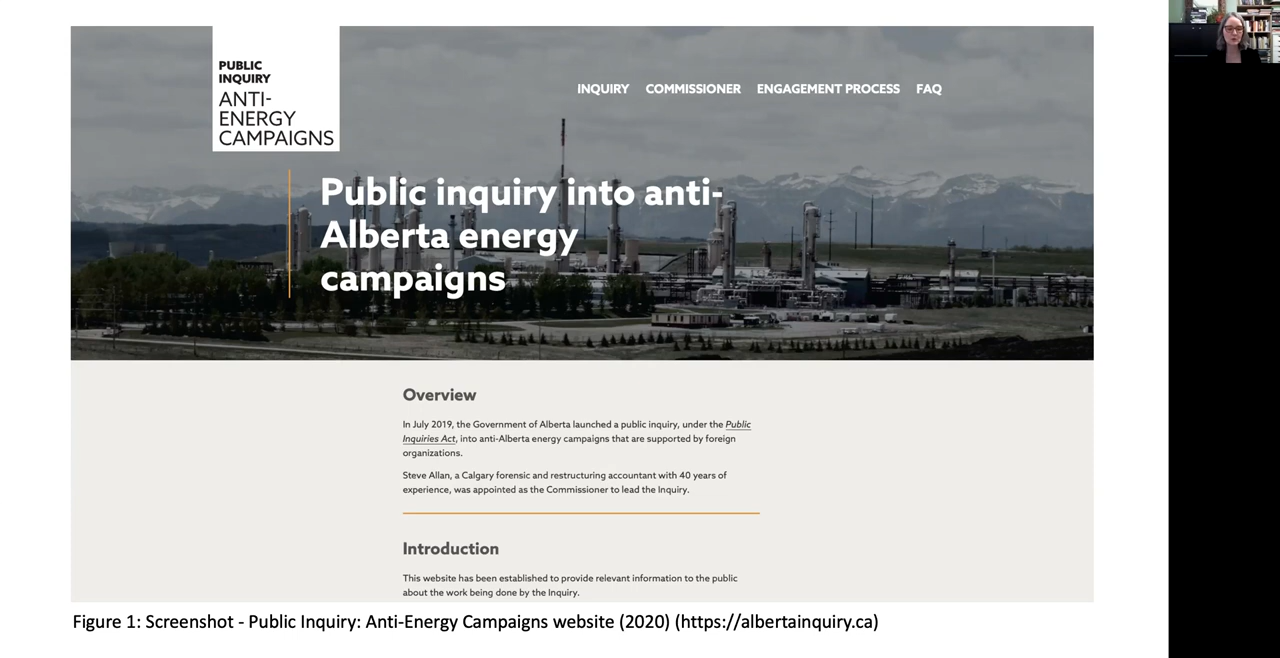 PUBLIC
INQUIRY
ANTI-
ENERGY
CAMPAIGNS
INQUIRY COMMISSIONER ENGAGEMENT PROCESS FAQ
Public inquiry into anti-
Alberta energy
campaigns
Overview
In July 2019, the Government of Alberta launched a public inquiry, under the Public
Inquiries Act, into anti-Alberta energy campaigns that are supported by foreign
organizations.
Steve Allan, a Calgary forensic and restructuring accountant with 40 years of
experience, was appointed as the Commissioner to lead the Inquiry.
Introduction
This website has been established to provide relevant information to the public
about the work being done by the Inquiry.
Figure 1: Screenshot - Public Inquiry: Anti-Energy Campaigns website (2020) (https://albertainquiry.ca)